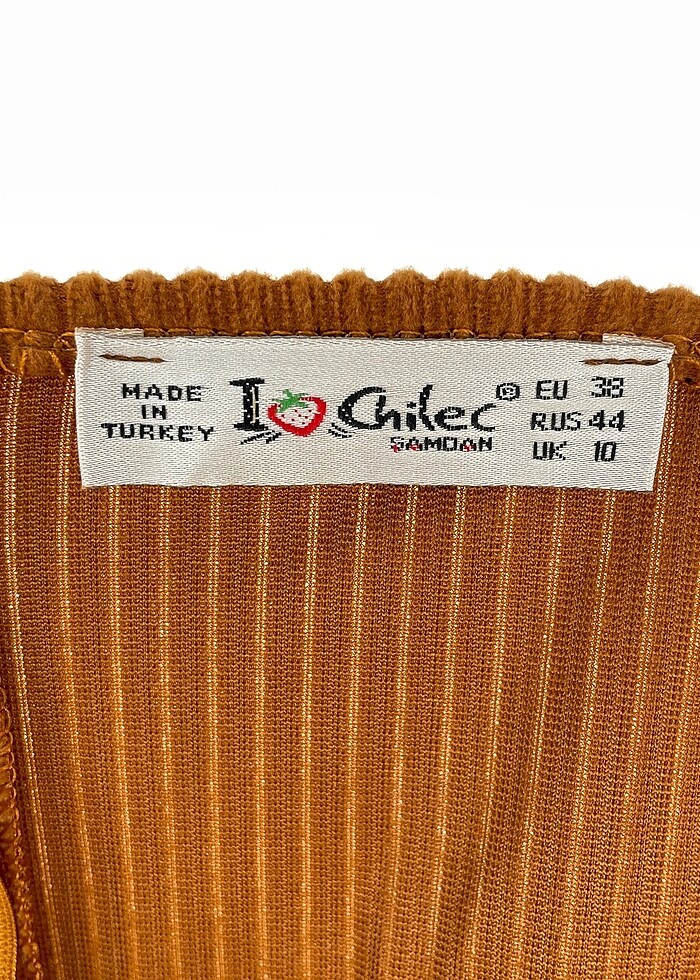 MADE
IN
TURKEY
I Chilec ®
SAMDAN
EU 38
RUS 44
UK 10